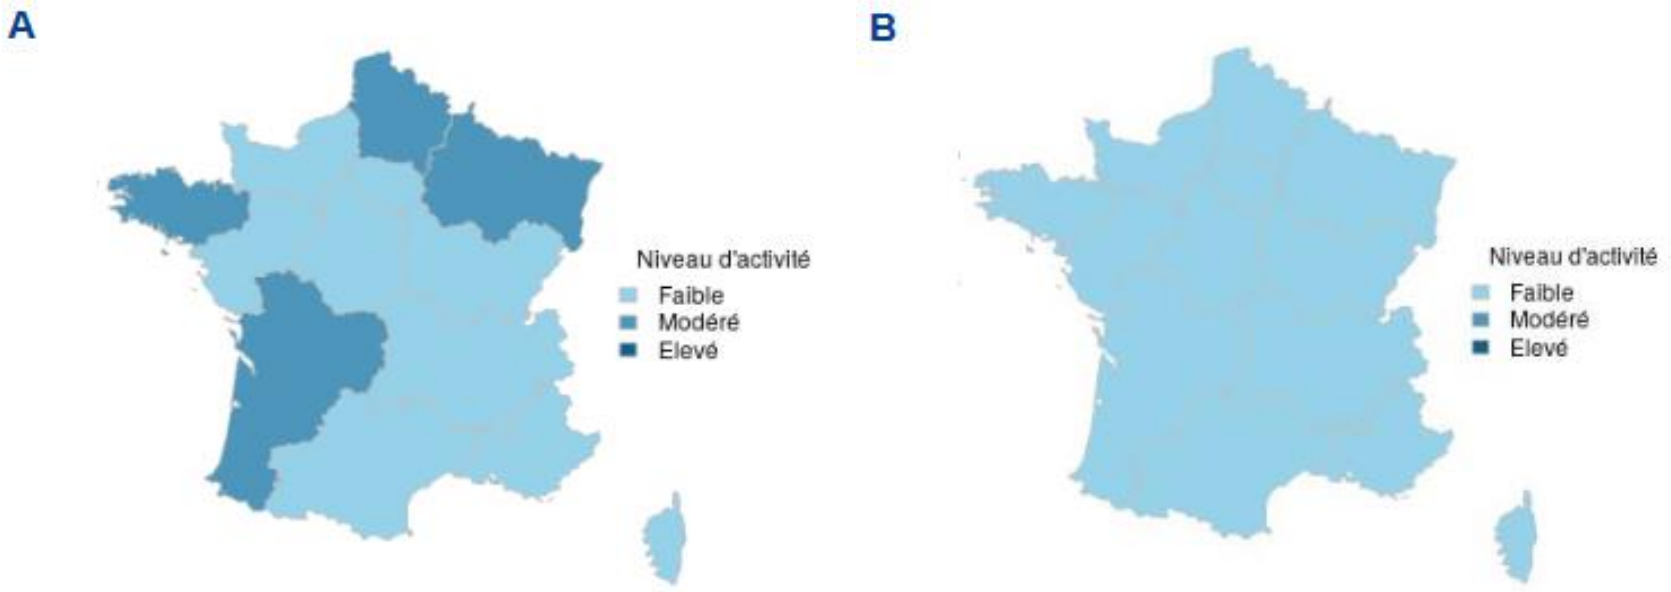 A
B
Niveau d'activité
Faible
Modéré
Elevé
Niveau d'activité
Faible
Modéré
Elevé